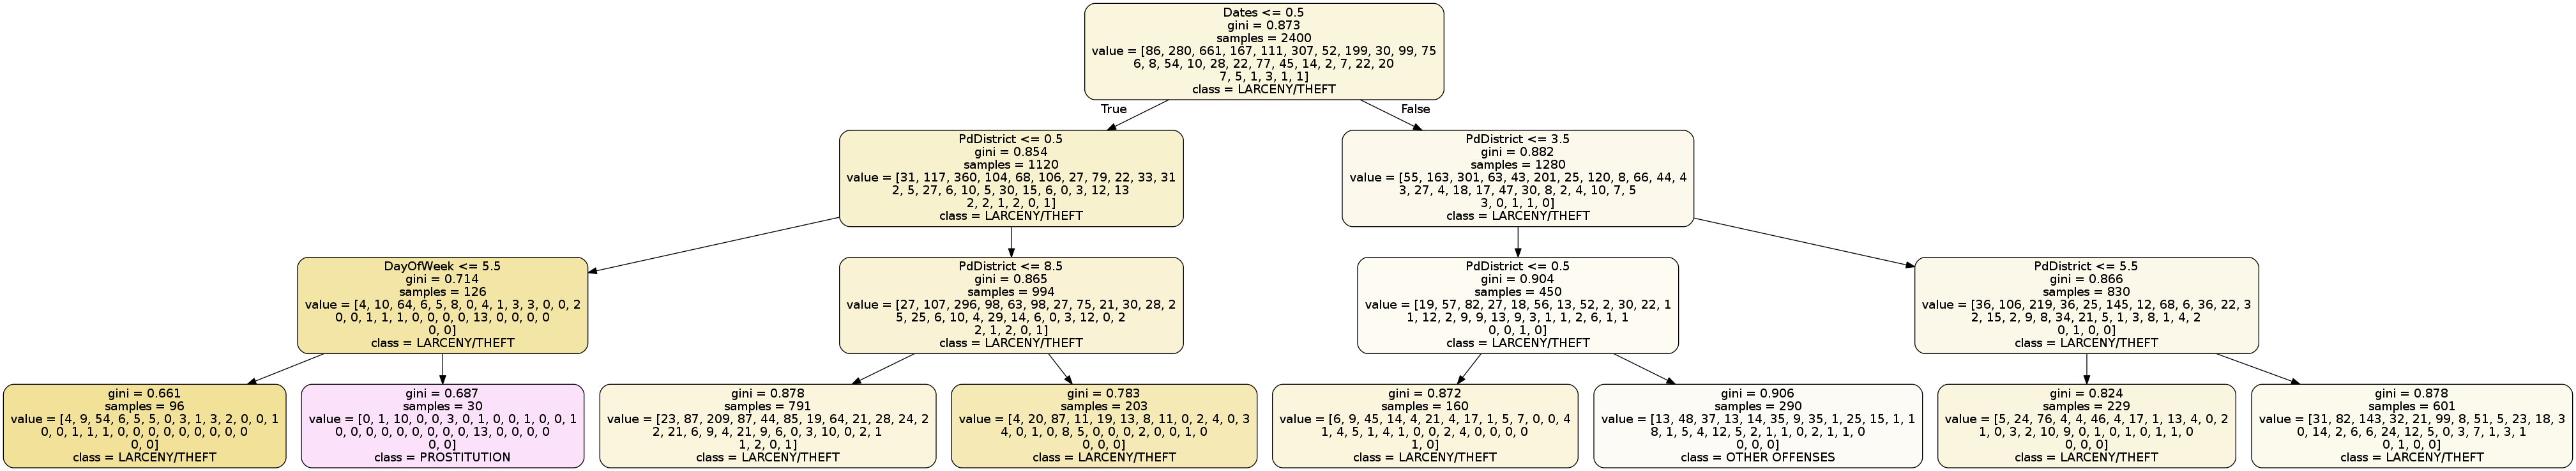 Dates <= 0.5
gini = 0.873
samples = 2400
value = [86, 280, 661, 167, 111, 307, 52, 199, 30, 99, 75
6, 8, 54, 10, 28, 22, 77, 45, 14, 2, 7, 22, 20
7, 5, 1, 3, 1, 1]
class = LARCENY/THEFT
True
False
PdDistrict <= 0.5
gini = 0.854
samples = 1120
value = [31, 117, 360, 104, 68, 106, 27, 79, 22, 33, 31
2, 5, 27, 6, 10, 5, 30, 15, 6, 0, 3, 12, 13
2, 2, 1, 2, 0, 1]
class = LARCENY/THEFT
PdDistrict <= 3.5
gini = 0.882
samples = 1280
value = [55, 163, 301, 63, 43, 201, 25, 120, 8, 66, 44, 4
3, 27, 4, 18, 17, 47, 30, 8, 2, 4, 10, 7, 5
3, 0, 1, 1, 0]
class = LARCENY/THEFT
DayOfWeek <= 5.5
gini = 0.714
samples = 126
value = [4, 10, 64, 6, 5, 8, 0, 4, 1, 3, 3, 0, 0, 2
0, 0, 1, 1, 1, 0, 0, 0, 0, 13, 0, 0, 0, 0
0, 0]
class = LARCENY/THEFT
PdDistrict <= 8.5
gini = 0.865
samples = 994
value = [27, 107, 296, 98, 63, 98, 27, 75, 21, 30, 28, 2
5, 25, 6, 10, 4, 29, 14, 6, 0, 3, 12, 0, 2
2, 1, 2, 0, 1]
class = LARCENY/THEFT
PdDistrict <= 0.5
gini = 0.904
samples = 450
value = [19, 57, 82, 27, 18, 56, 13, 52, 2, 30, 22, 1
1, 12, 2, 9, 9, 13, 9, 3, 1, 1, 2, 6, 1, 1
0, 0, 1, 0]
class = LARCENY/THEFT
PdDistrict <= 5.5
gini = 0.866
samples = 830
value = [36, 106, 219, 36, 25, 145, 12, 68, 6, 36, 22, 3
2, 15, 2, 9, 8, 34, 21, 5, 1, 3, 8, 1, 4, 2
0, 1, 0, 0]
class = LARCENY/THEFT
gini = 0.661
samples = 96
value = [4, 9, 54, 6, 5, 5, 0, 3, 1, 3, 2, 0, 0, 1
0, 0, 1, 1, 1, 0, 0, 0, 0, 0, 0, 0, 0, 0
0, 0]
class = LARCENY/THEFT
gini = 0.687
samples = 30
value = [0, 1, 10, 0, 0, 3, 0, 1, 0, 0, 1, 0, 0, 1
0, 0, 0, 0, 0, 0, 0, 0, 0, 13, 0, 0, 0, 0
0, 0]
class = PROSTITUTION
gini = 0.878
samples = 791
value = [23, 87, 209, 87, 44, 85, 19, 64, 21, 28, 24, 2
2, 21, 6, 9, 4, 21, 9, 6, 0, 3, 10, 0, 2, 1
1, 2, 0, 1]
class = LARCENY/THEFT
gini = 0.783
samples = 203
value = [4, 20, 87, 11, 19, 13, 8, 11, 0, 2, 4, 0, 3
4, 0, 1, 0, 8, 5, 0, 0, 0, 2, 0, 0, 1, 0
0, 0, 0]
class = LARCENY/THEFT
gini = 0.872
samples = 160
value = [6, 9, 45, 14, 4, 21, 4, 17, 1, 5, 7, 0, 0, 4
1, 4, 5, 1, 4, 1, 0, 0, 2, 4, 0, 0, 0, 0
1, 0]
class = LARCENY/THEFT
gini = 0.906
samples = 290
value = [13, 48, 37, 13, 14, 35, 9, 35, 1, 25, 15, 1, 1
8, 1, 5, 4, 12, 5, 2, 1, 1, 0, 2, 1, 1, 0
0, 0, 0]
class = OTHER OFFENSES
gini = 0.824
samples = 229
value = [5, 24, 76, 4, 4, 46, 4, 17, 1, 13, 4, 0, 2
1, 0, 3, 2, 10, 9, 0, 1, 0, 1, 0, 1, 1, 0
0, 0, 0]
class = LARCENY/THEFT
gini = 0.878
samples = 601
value = [31, 82, 143, 32, 21, 99, 8, 51, 5, 23, 18, 3
0, 14, 2, 6, 6, 24, 12, 5, 0, 3, 7, 1, 3, 1
0, 1, 0, 0]
class = LARCENY/THEFT